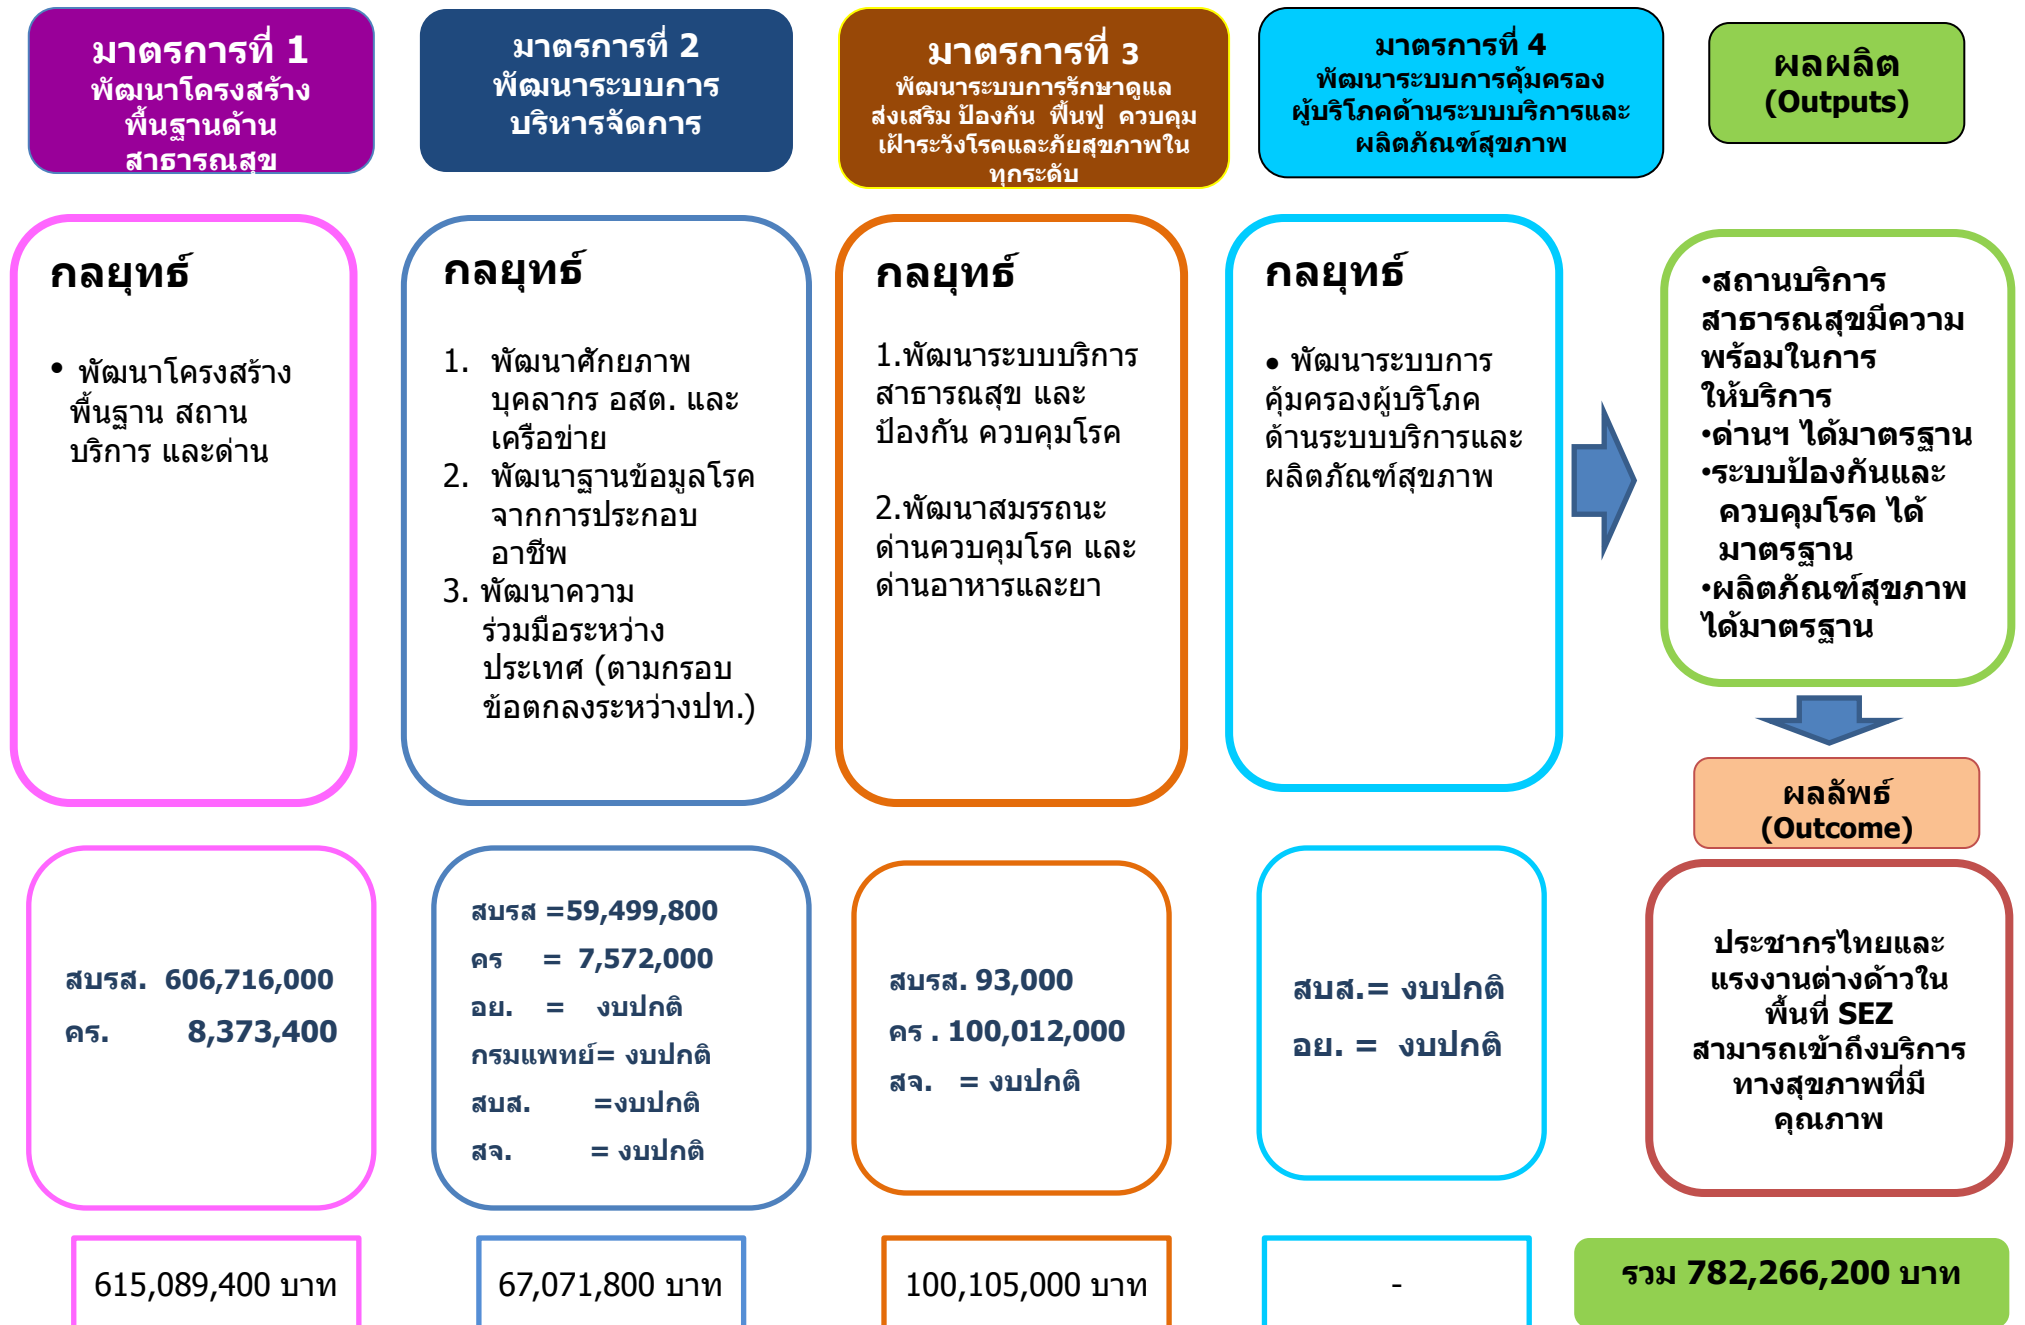 มาตรการที่ 1
พัฒนาโครงสร้าง
พื้นฐานด้าน
สาธารณสุข
มาตรการที่ 2
พัฒนาระบบการ
บริหารจัดการ
มาตรการที่ 3
พัฒนาระบบการรักษาดูแล
ส่งเสริม ป้องกัน ฟื้นฟู ควบคุม
เฝ้าระวังโรคและภัยสุขภาพใน
ทุกระดับ
มาตรการที่ 4
พัฒนาระบบการคุ้มครอง
ผู้บริโภคด้านระบบบริการและ
ผลิตภัณฑ์สุขภาพ
ผลผลิต
(Outputs)
กลยุทธ์
• พัฒนาโครงสร้าง
พื้นฐาน สถาน
บริการ และด่าน
กลยุทธ์
1. พัฒนาศักยภาพ
บุคลากร อสต. และ
เครือข่าย
2. พัฒนาฐานข้อมูลโรค
จากการประกอบ
อาชีพ
3. พัฒนาความ
ร่วมมือระหว่าง
ประเทศ (ตามกรอบ
ข้อตกลงระหว่างปท.)
กลยุทธ์
1.พัฒนาระบบบริการ
สาธารณสุข และ
ป้องกัน ควบคุมโรค
2.พัฒนาสมรรถนะ
ด่านควบคุมโรค และ
ด่านอาหารและยา
กลยุทธ์
• พัฒนาระบบการ
คุ้มครองผู้บริโภค
ด้านระบบบริการและ
ผลิตภัณฑ์สุขภาพ
•สถานบริการ
สาธารณสุขมีความ
พร้อมในการ
ให้บริการ
•ด่านฯ ได้มาตรฐาน
•ระบบป้องกันและ
ควบคุมโรค ได้
มาตรฐาน
•ผลิตภัณฑ์สุขภาพ
ได้มาตรฐาน
ผลลัพธ์
(Outcome)
สบรส. 606,716,000
คร. 8,373,400
สบรส =59,499,800
คร = 7,572,000
อย. = งบปกติ
กรมแพทย์= งบปกติ
สบส. =งบปกติ
สจ. = งบปกติ
สบรส. 93,000
คร . 100,012,000
สจ. = งบปกติ
สบส.= งบปกติ
อย. = งบปกติ
ประชากรไทยและ
แรงงานต่างด้าวใน
พื้นที่ SEZ
สามารถเข้าถึงบริการ
ทางสุขภาพที่มี
คุณภาพ
615,089,400 บาท
67,071,800 บาท
100,105,000 บาท
-
รวม 782,266,200 บาท